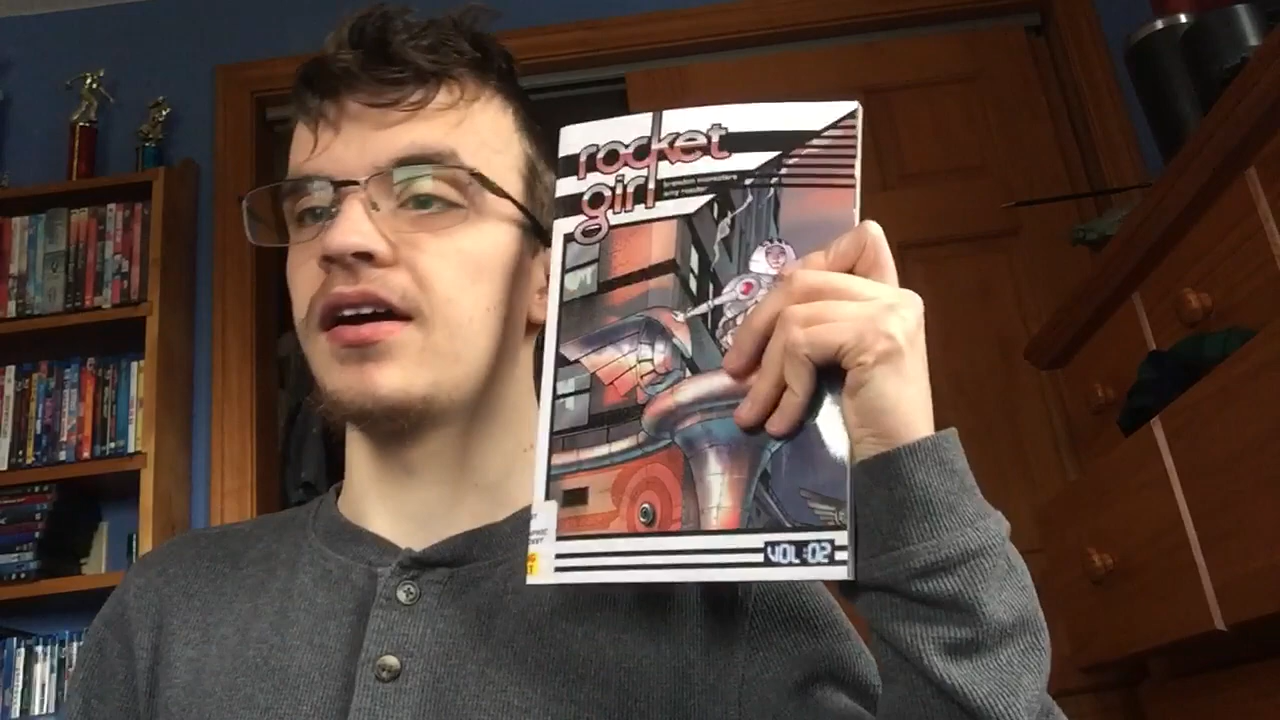 rocket
girl
brandon montclare
amy reeder
VOL:02